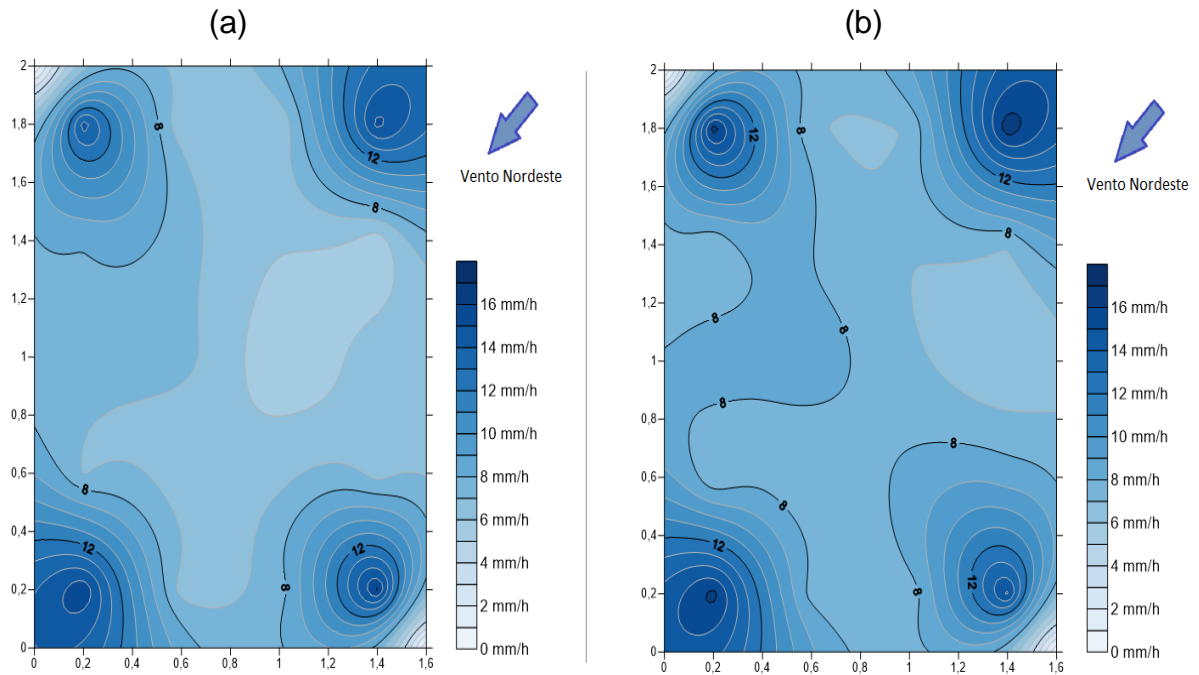 (a)
(b)
2
1,8
1,6
1,4
1,2
1
0,8
0,6
0,4
0,2
0
0
0,2
0,4
0,6
0,8
1
1,2
1,4
1,6
8
12
8
8
12
12
8
Vento Nordeste
16 mm/h
14 mm/h
12 mm/h
10 mm/h
8 mm/h
6 mm/h
4 mm/h
2 mm/h
0 mm/h
2
1,8
1,6
1,4
1,2
1
0,8
0,6
0,4
0,2
0
0
0,2
0,4
0,6
0,8
1
1,2
1,4
1,6
12
8
12
8
8
8
8
8
8
12
12
8
Vento Nordeste
16 mm/h
14 mm/h
12 mm/h
10 mm/h
8 mm/h
6 mm/h
4 mm/h
2 mm/h
0 mm/h